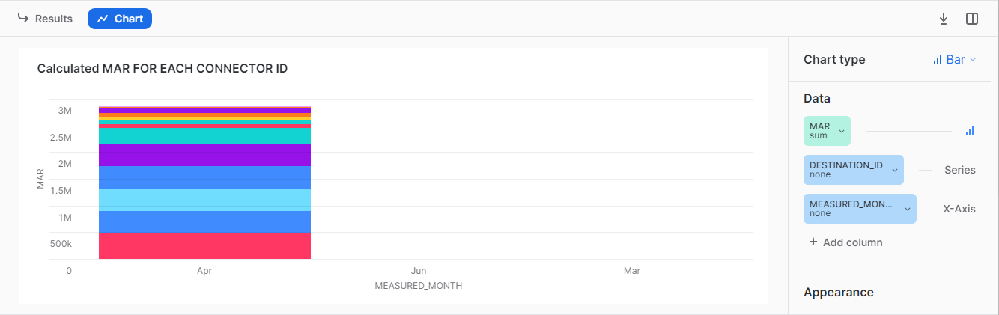 Results
Chart
Calculated MAR FOR EACH CONNECTOR ID
3M
2.5M
2M
1.5M
1M
500k
0
MAR
Apr
Jun
Mar
MEASURED_MONTH
Chart type
Bar
Data
MAR
sum
DESTINATION_ID
none
Series
MEASURED_MON...
none
X-Axis
+ Add column
Appearance